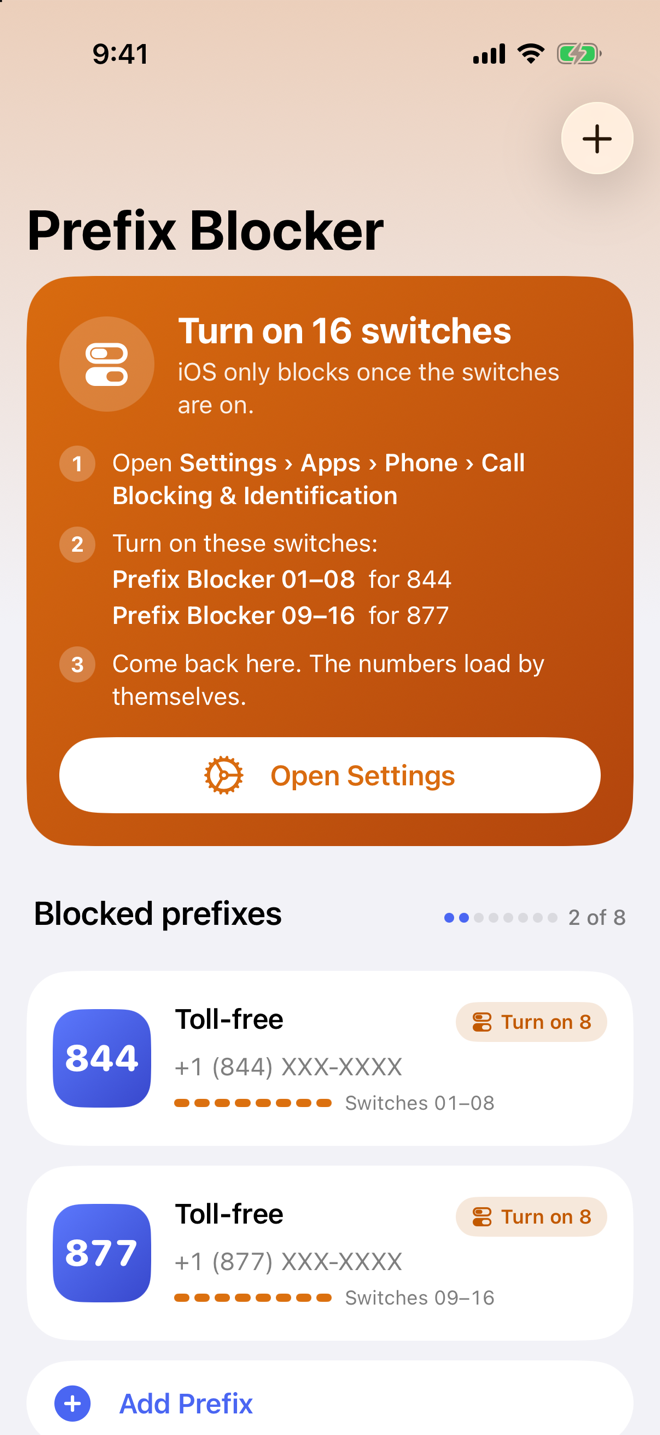 9:41
Prefix Blocker
Turn on 16 switches
iOS only blocks once the switches
are on.
1 Open Settings › Apps › Phone › Call
Blocking & Identification
2 Turn on these switches:
Prefix Blocker 01–08 for 844
Prefix Blocker 09–16 for 877
3 Come back here. The numbers load by
themselves.
Open Settings
Blocked prefixes 2 of 8
844 Toll-free Turn on 8
+1 (844) XXX-XXXX
Switches 01–08
877 Toll-free Turn on 8
+1 (877) XXX-XXXX
Switches 09–16
Add Prefix